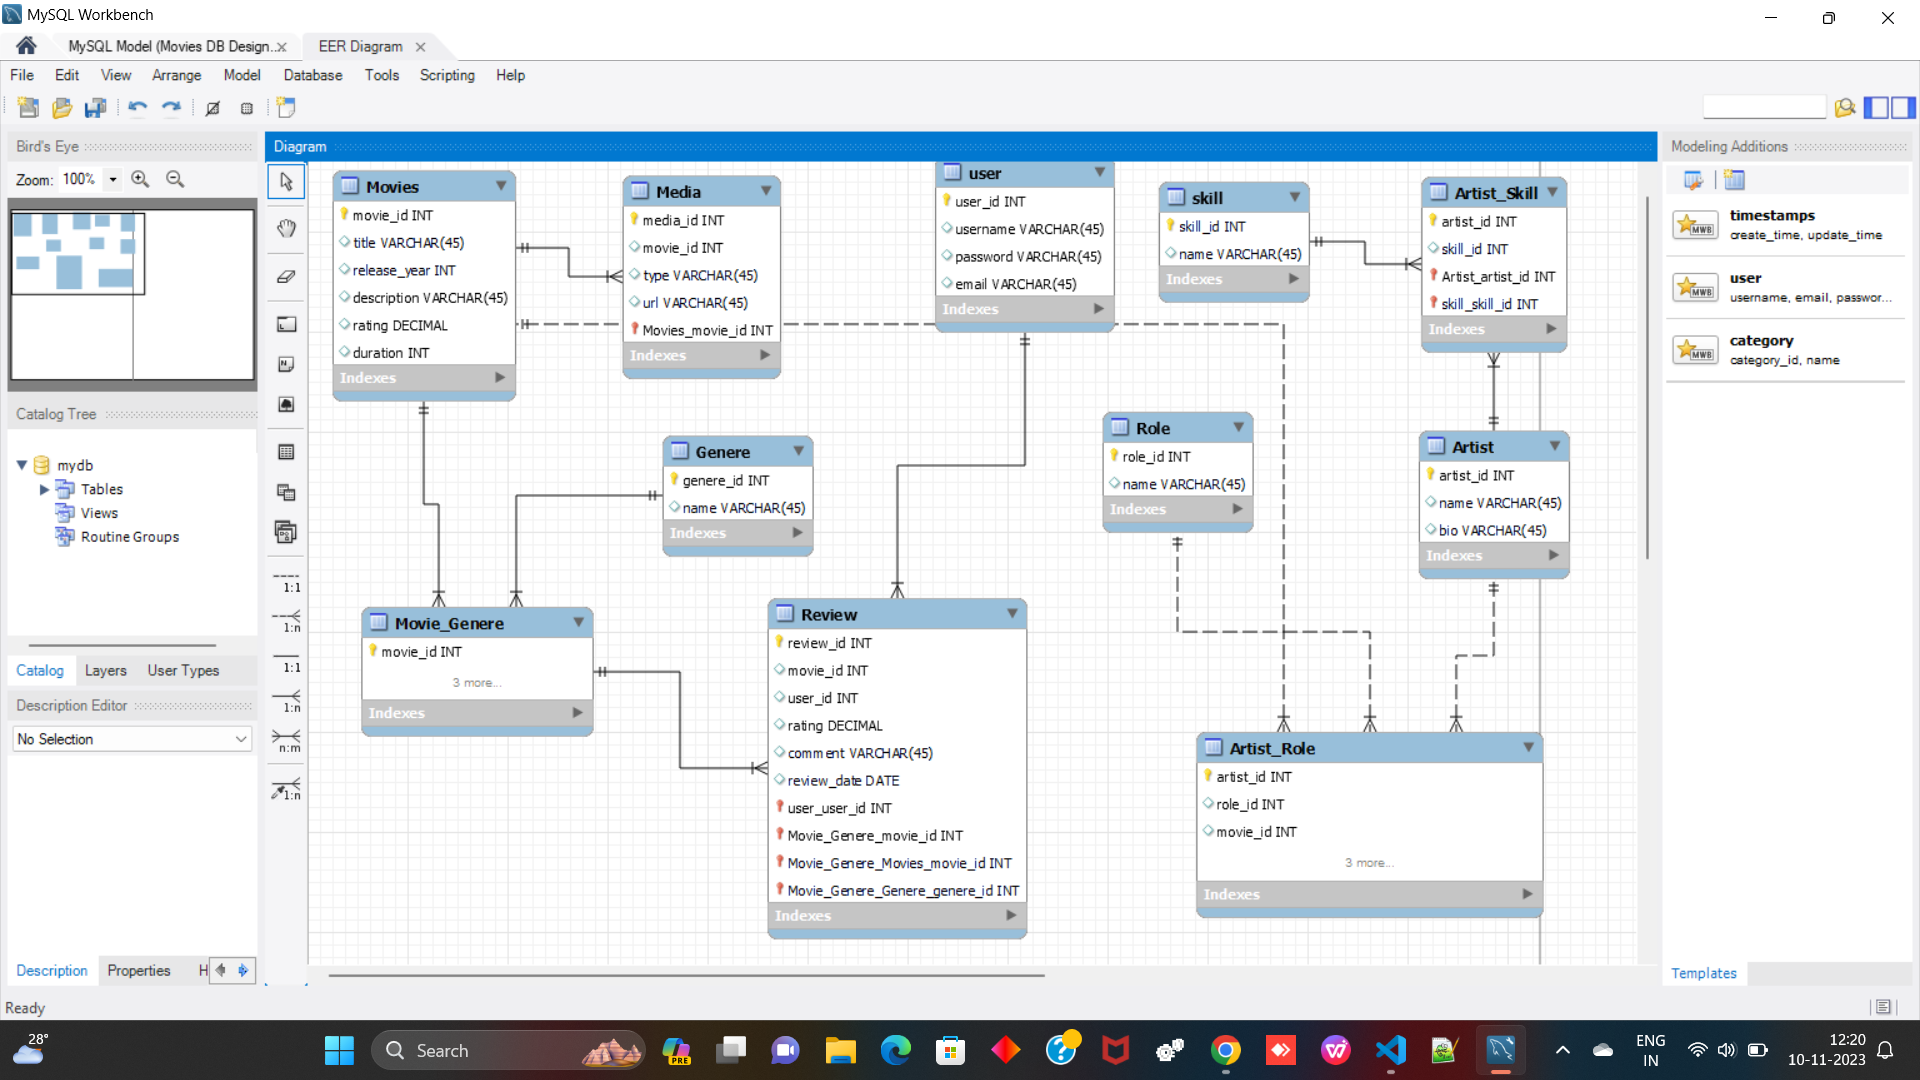 MySQL Workbench
MySQL Model (Movies DB Design...
EER Diagram
File Edit View Arrange Model Database Tools Scripting Help
Bird's Eye
Zoom: 100%
Catalog Tree
mydb
Tables
Views
Routine Groups
Catalog Layers User Types
Description Editor
No Selection
Description Properties H
Ready
Diagram
1:1
1:n
1:1
1:n
n:m
1:n
Movies
movie_id INT
title VARCHAR(45)
release_year INT
description VARCHAR(45)
rating DECIMAL
duration INT
Indexes
Media
media_id INT
movie_id INT
type VARCHAR(45)
url VARCHAR(45)
Movies_movie_id INT
Indexes
user
user_id INT
username VARCHAR(45)
password VARCHAR(45)
email VARCHAR(45)
Indexes
skill
skill_id INT
name VARCHAR(45)
Indexes
Artist_Skill
artist_id INT
skill_id INT
Artist_artist_id INT
skill_skill_id INT
Indexes
Genere
genere_id INT
name VARCHAR(45)
Indexes
Role
role_id INT
name VARCHAR(45)
Indexes
Artist
artist_id INT
name VARCHAR(45)
bio VARCHAR(45)
Indexes
Movie_Genere
movie_id INT
3 more...
Indexes
Review
review_id INT
movie_id INT
user_id INT
rating DECIMAL
comment VARCHAR(45)
review_date DATE
user_user_id INT
Movie_Genere_movie_id INT
Movie_Genere_Movies_movie_id INT
Movie_Genere_Genere_genere_id INT
Indexes
Artist_Role
artist_id INT
role_id INT
movie_id INT
3 more...
Indexes
Modeling Additions
MWB
timestamps
create_time, update_time
MWB
user
username, email, passwor...
MWB
category
category_id, name
Templates
28°
Search
PRE
ENG
IN
12:20
10-11-2023